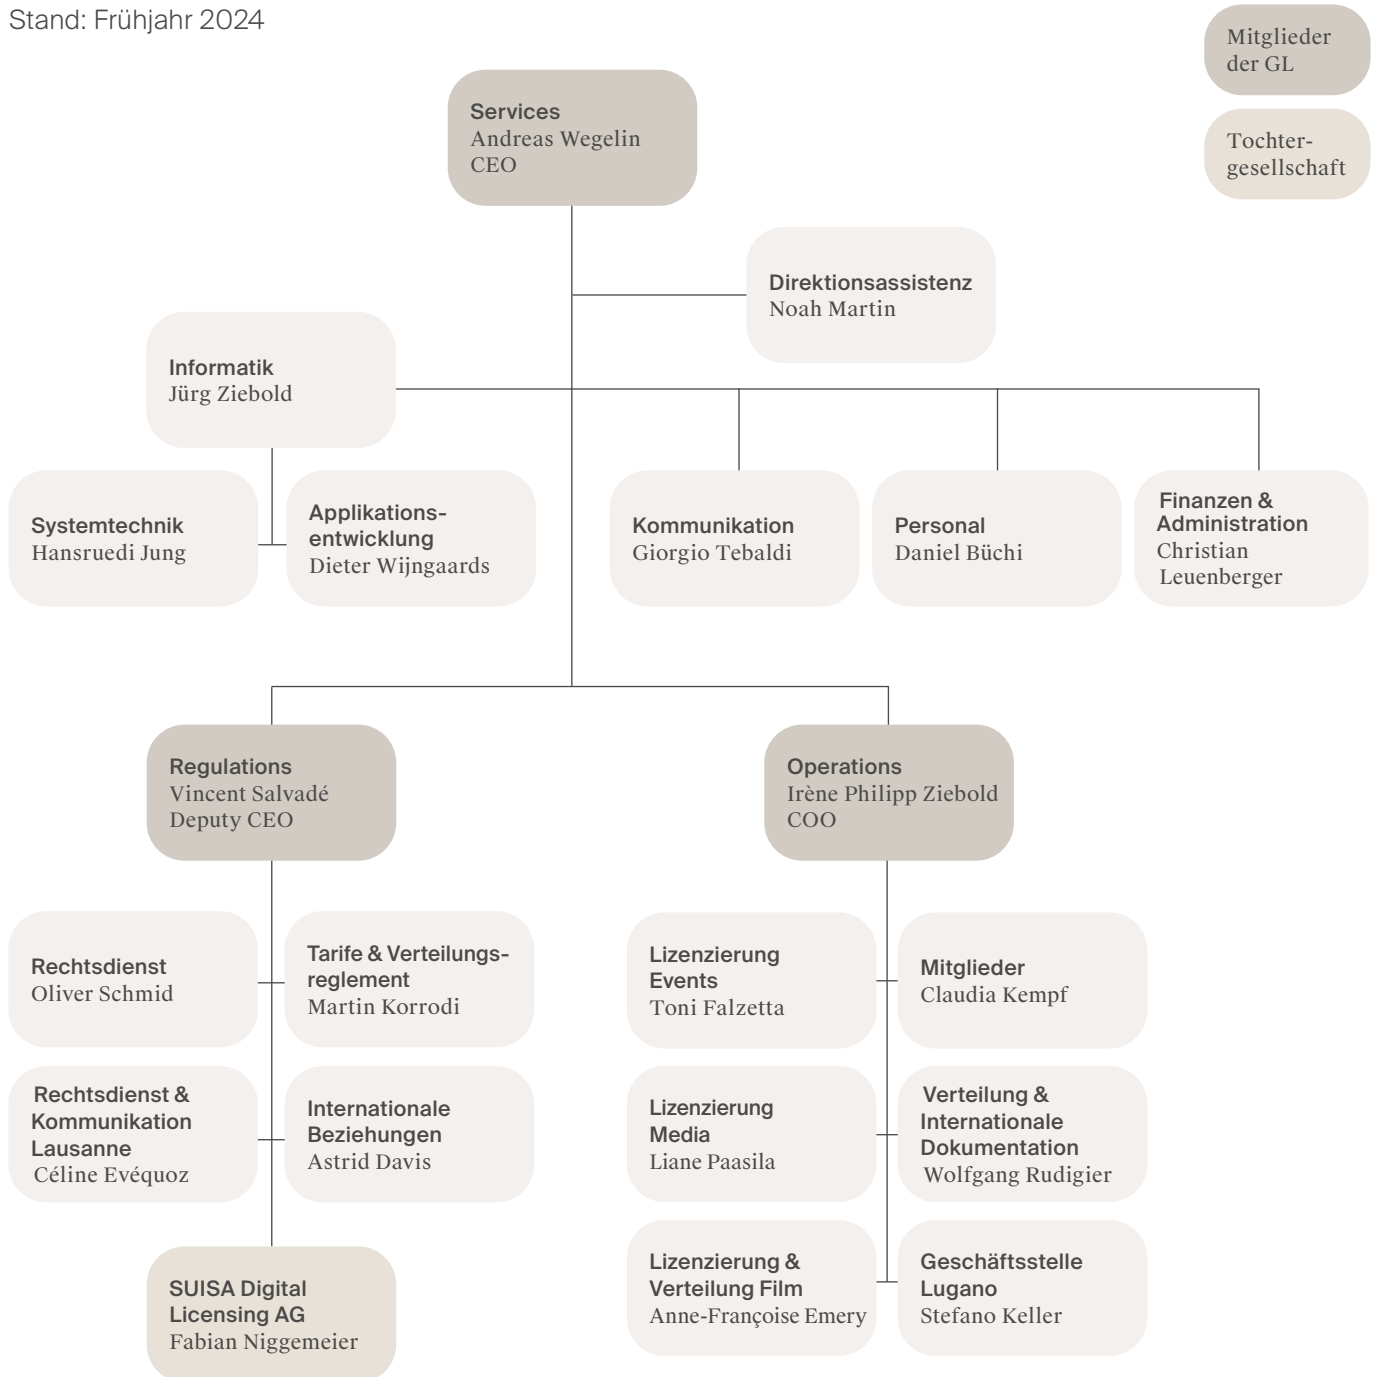 Stand: Frühjahr 2024
Mitglieder
der GL
Tochter-
gesellschaft
Services
Andreas Wegelin
CEO
Direktionsassistenz
Noah Martin
Informatik
Jürg Ziebold
Systemtechnik
Hansruedi Jung
Applikations-
entwicklung
Dieter Wijngaards
Kommunikation
Giorgio Tebaldi
Personal
Daniel Büchi
Finanzen &
Administration
Christian
Leuenberger
Regulations
Vincent Salvadé
Deputy CEO
Operations
Irène Philipp Ziebold
COO
Rechtsdienst
Oliver Schmid
Tarife & Verteilungs-
reglement
Martin Korrodi
Rechtsdienst &
Kommunikation
Lausanne
Céline Evéquoz
Internationale
Beziehungen
Astrid Davis
SUISA Digital
Licensing AG
Fabian Niggemeier
Lizenzierung
Events
Toni Falzetta
Mitglieder
Claudia Kempf
Lizenzierung
Media
Liane Paasila
Verteilung &
Internationale
Dokumentation
Wolfgang Rudigier
Lizenzierung &
Verteilung Film
Anne-Françoise Emery
Geschäftsstelle
Lugano
Stefano Keller